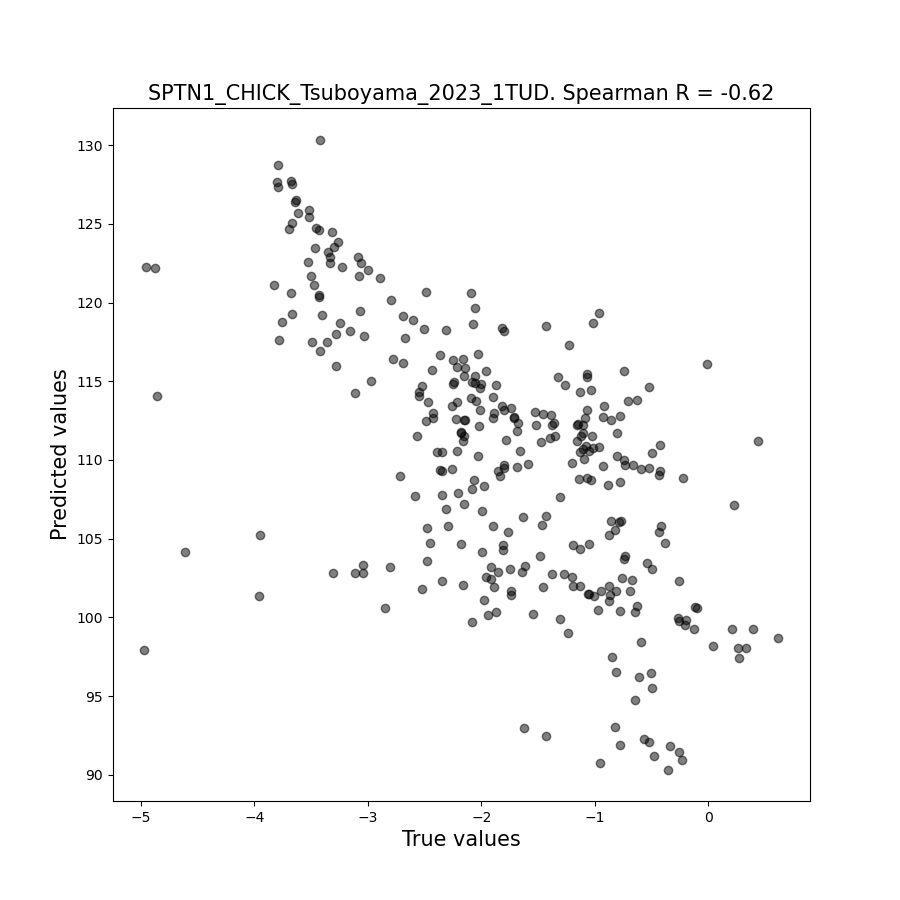 SPTN1_CHICK_Tsuboyama_2023_1TUD. Spearman R = -0.62
130
125
120
115
110
105
100
95
90
Predicted values
−5 −4 −3 −2 −1 0
True values